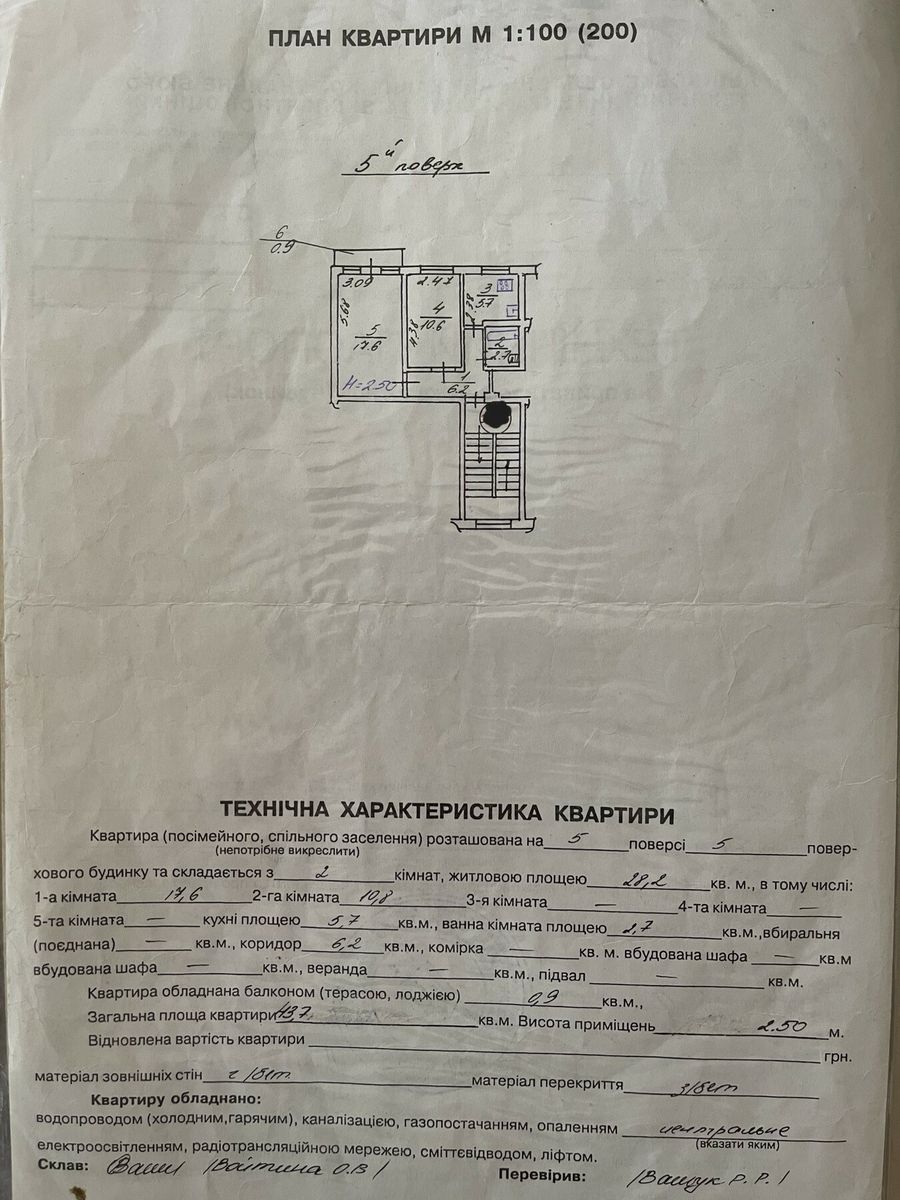 ПЛАН КВАРТИРИ М 1:100 (200)
5й поверх
6
0.9
3.09
2.47
3
5.7
5.68
4
10.6
4.38
2.38
5
17.6
2
2.7
H=2.50
1
6.2
ТЕХНІЧНА ХАРАКТЕРИСТИКА КВАРТИРИ
Квартира (посімейного, спільного заселення) розташована на 5 поверсі 5 повер-
(непотрібне викреслити)
хового будинку та складається з 2 кімнат, житловою площею 28,2 кв. м., в тому числі:
1-а кімната 17,6 2-га кімната 10,8 3-я кімната — 4-та кімната —
5-та кімната — кухні площею 5,7 кв.м., ванна кімната площею 2,7 кв.м.,вбиральня
(поєднана) — кв.м., коридор 6,2 кв.м., комірка — кв. м. вбудована шафа — кв.м
вбудована шафа — кв.м., веранда — кв.м., підвал — кв.м.
Квартира обладнана балконом (терасою, лоджією) 0,9 кв.м.,
Загальна площа квартири 43,7 кв.м. Висота приміщень 2.50 м.
Відновлена вартість квартири грн.
матеріал зовнішніх стін матеріал перекриття з/бет
Квартиру обладнано:
водопроводом (холодним,гарячим), каналізацією, газопостачанням, опаленням центральне
(вказати яким)
електроосвітленням, радіотрансляційною мережею, сміттєвідводом, ліфтом.
Склав: О.В/ Перевірив: /Ващук Р. Р. /